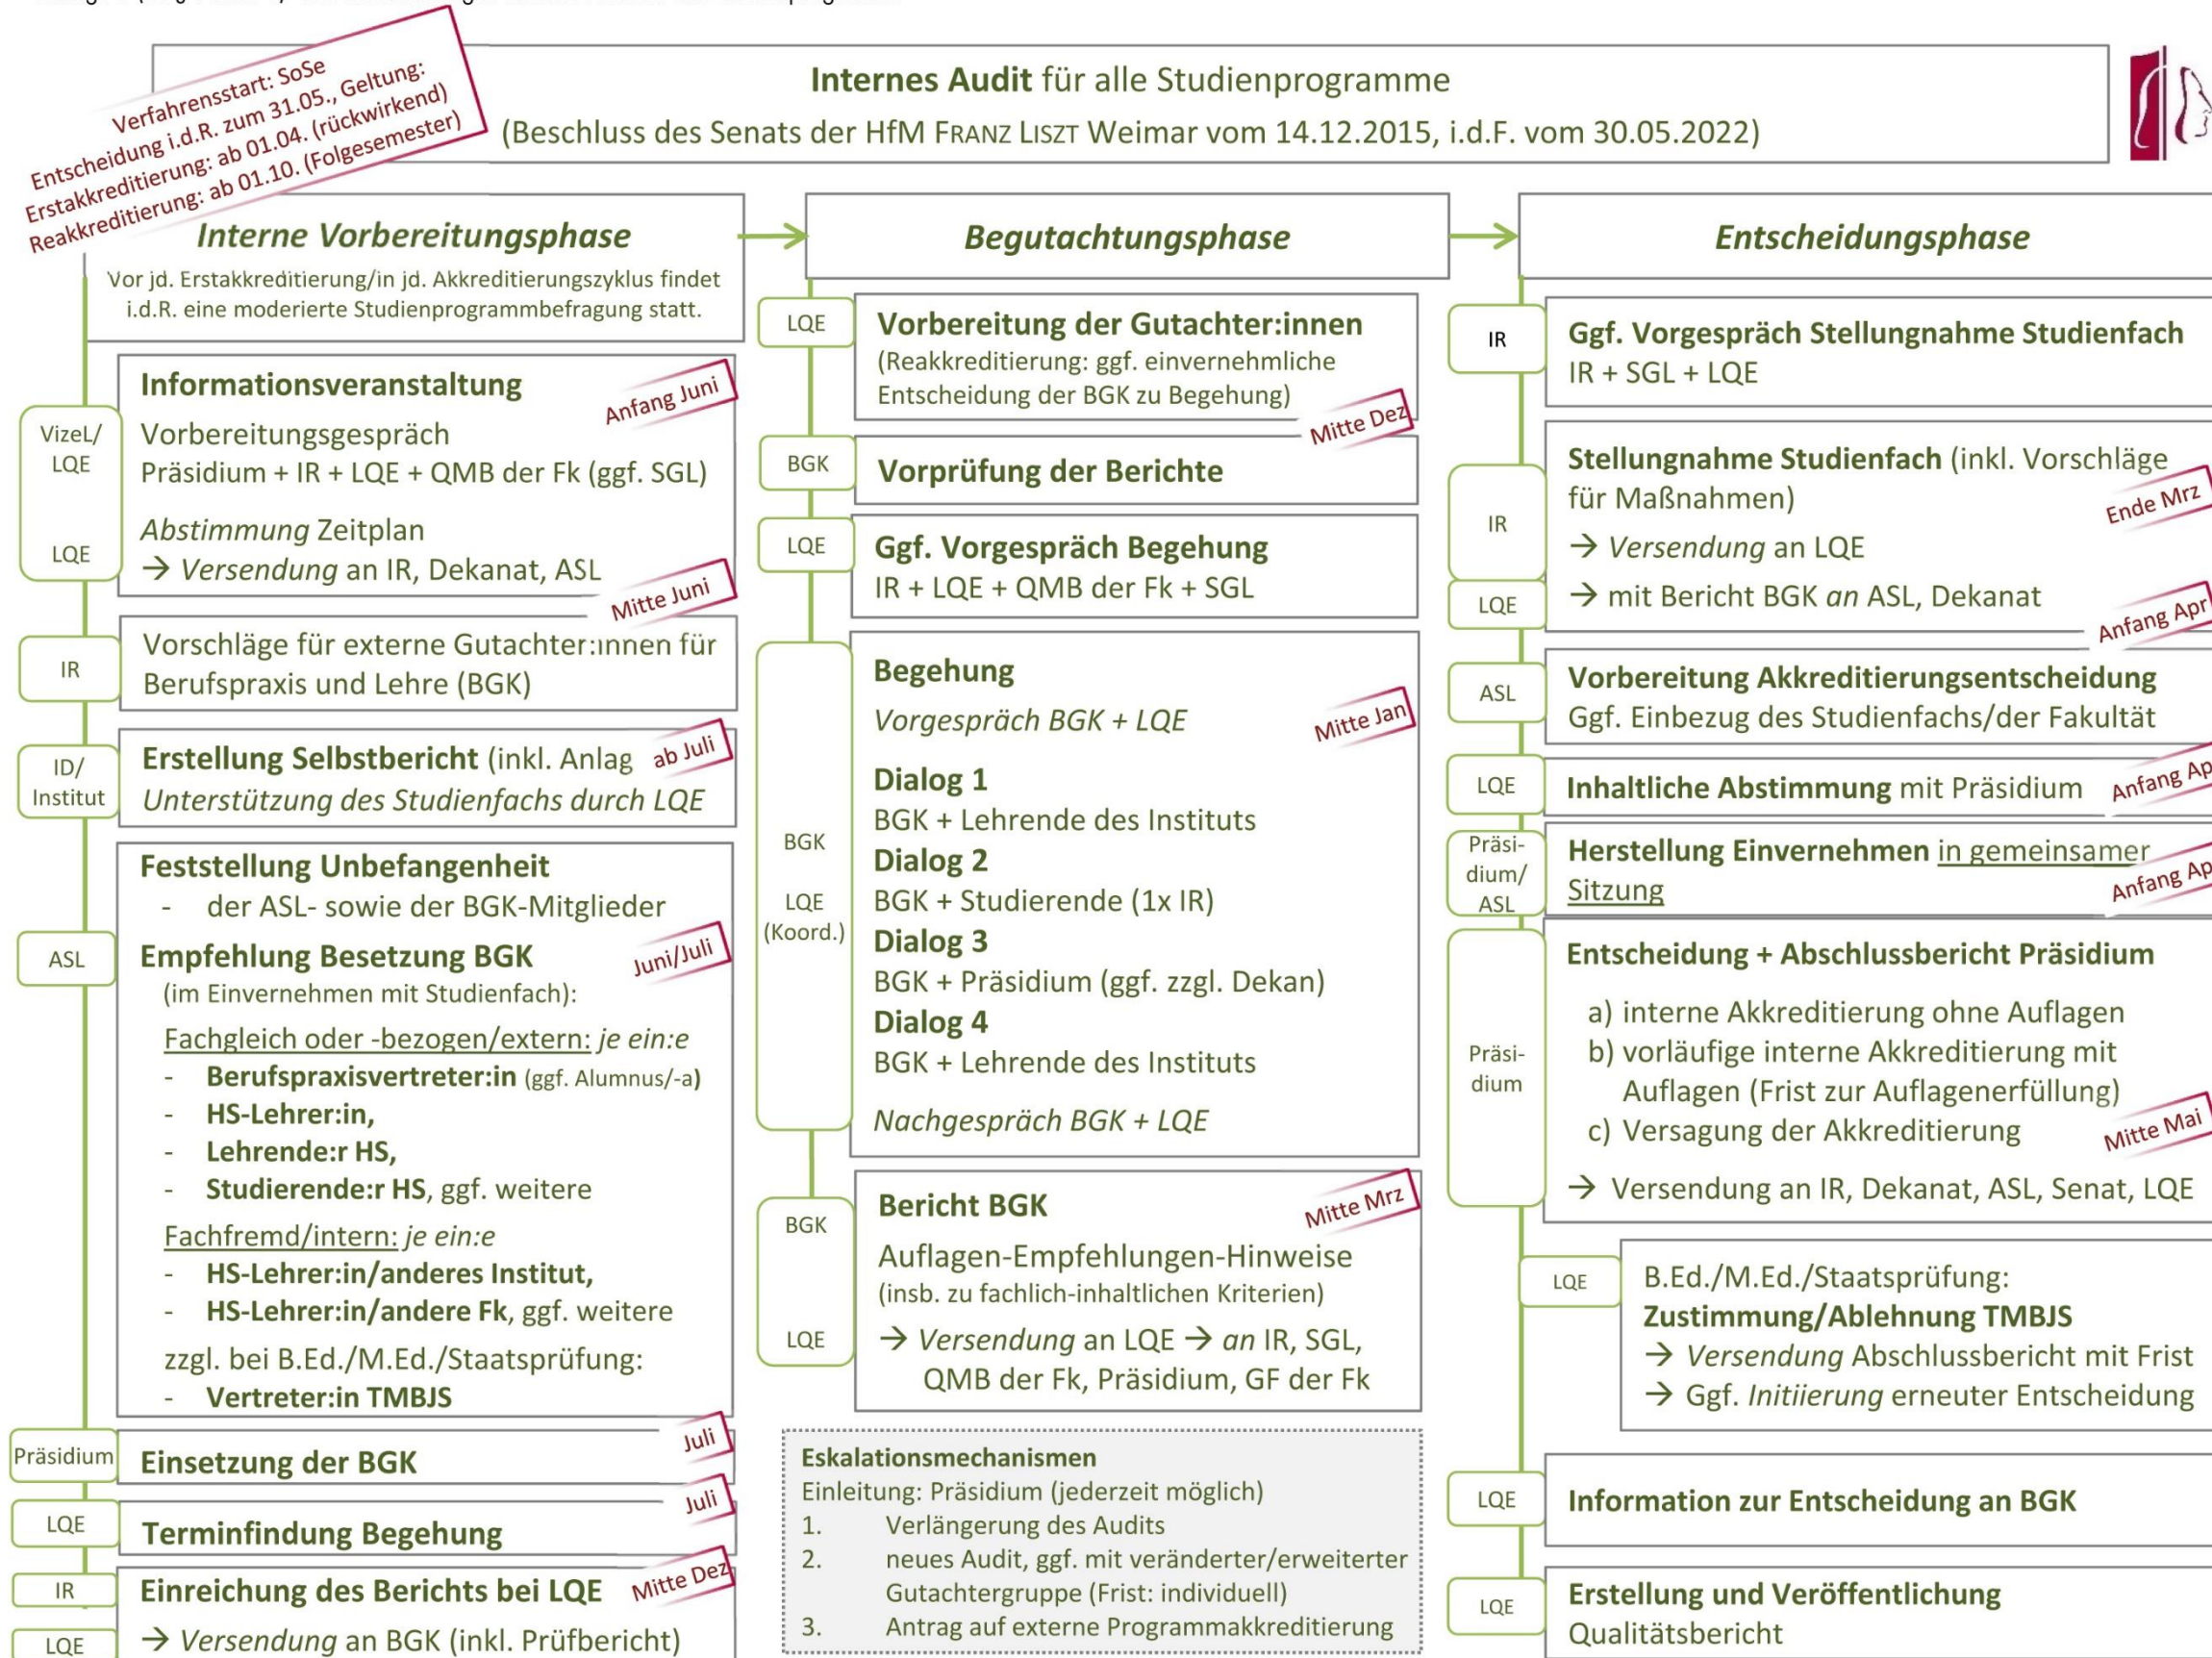 Verfahrensstart: SoSe
Entscheidung i.d.R. zum 31.05., Geltung:
Erstakkreditierung: ab 01.04. (rückwirkend)
Reakkreditierung: ab 01.10. (Folgesemester)
Internes Audit für alle Studienprogramme
(Beschluss des Senats der HfM FRANZ LISZT Weimar vom 14.12.2015, i.d.F. vom 30.05.2022)
Interne Vorbereitungsphase
Vor jd. Erstakkreditierung/in jd. Akkreditierungszyklus findet
i.d.R. eine moderierte Studienprogrammbefragung statt.
VizeL/
LQE
LQE
Informationsveranstaltung
Anfang Juni
Vorbereitungsgespräch
Präsidium + IR + LQE + QMB der Fk (ggf. SGL)
Abstimmung Zeitplan
→ Versendung an IR, Dekanat, ASL
Mitte Juni
IR
Vorschläge für externe Gutachter:innen für
Berufspraxis und Lehre (BGK)
ID/
Institut
Erstellung Selbstbericht (inkl. Anlag
ab Juli
Unterstützung des Studienfachs durch LQE
ASL
Feststellung Unbefangenheit
- der ASL- sowie der BGK-Mitglieder
Empfehlung Besetzung BGK
Juni/Juli
(im Einvernehmen mit Studienfach):
Fachgleich oder -bezogen/extern: je ein:e
- Berufspraxisvertreter:in (ggf. Alumnus/-a)
- HS-Lehrer:in,
- Lehrende:r HS,
- Studierende:r HS, ggf. weitere
Fachfremd/intern: je ein:e
- HS-Lehrer:in/anderes Institut,
- HS-Lehrer:in/andere Fk, ggf. weitere
zzgl. bei B.Ed./M.Ed./Staatsprüfung:
- Vertreter:in TMBJS
Präsidium
Einsetzung der BGK
Juli
LQE
Terminfindung Begehung
Juli
IR
Einreichung des Berichts bei LQE
Mitte Dez
LQE
→ Versendung an BGK (inkl. Prüfbericht)
Begutachtungsphase
LQE
Vorbereitung der Gutachter:innen
(Reakkreditierung: ggf. einvernehmliche
Entscheidung der BGK zu Begehung)
Mitte Dez
BGK
Vorprüfung der Berichte
LQE
Ggf. Vorgespräch Begehung
IR + LQE + QMB der Fk + SGL
BGK
LQE
(Koord.)
Begehung
Vorgespräch BGK + LQE
Mitte Jan
Dialog 1
BGK + Lehrende des Instituts
Dialog 2
BGK + Studierende (1x IR)
Dialog 3
BGK + Präsidium (ggf. zzgl. Dekan)
Dialog 4
BGK + Lehrende des Instituts
Nachgespräch BGK + LQE
BGK
LQE
Bericht BGK
Mitte Mrz
Auflagen-Empfehlungen-Hinweise
(insb. zu fachlich-inhaltlichen Kriterien)
→ Versendung an LQE → an IR, SGL,
QMB der Fk, Präsidium, GF der Fk
Eskalationsmechanismen
Einleitung: Präsidium (jederzeit möglich)
1. Verlängerung des Audits
2. neues Audit, ggf. mit veränderter/erweiterter
Gutachtergruppe (Frist: individuell)
3. Antrag auf externe Programmakkreditierung
Entscheidungsphase
IR
Ggf. Vorgespräch Stellungnahme Studienfach
IR + SGL + LQE
IR
Stellungnahme Studienfach (inkl. Vorschläge
für Maßnahmen)
Ende Mrz
→ Versendung an LQE
LQE
→ mit Bericht BGK an ASL, Dekanat
Anfang Apr
ASL
Vorbereitung Akkreditierungsentscheidung
Ggf. Einbezug des Studienfachs/der Fakultät
LQE
Inhaltliche Abstimmung mit Präsidium
Anfang Ap
Präsi-
dium/
ASL
Herstellung Einvernehmen in gemeinsamer
Sitzung
Anfang Ap
Präsi-
dium
Entscheidung + Abschlussbericht Präsidium
a) interne Akkreditierung ohne Auflagen
b) vorläufige interne Akkreditierung mit
Auflagen (Frist zur Auflagenerfüllung)
c) Versagung der Akkreditierung
Mitte Mai
→ Versendung an IR, Dekanat, ASL, Senat, LQE
LQE
B.Ed./M.Ed./Staatsprüfung:
Zustimmung/Ablehnung TMBJS
→ Versendung Abschlussbericht mit Frist
→ Ggf. Initiierung erneuter Entscheidung
LQE
Information zur Entscheidung an BGK
LQE
Erstellung und Veröffentlichung
Qualitätsbericht